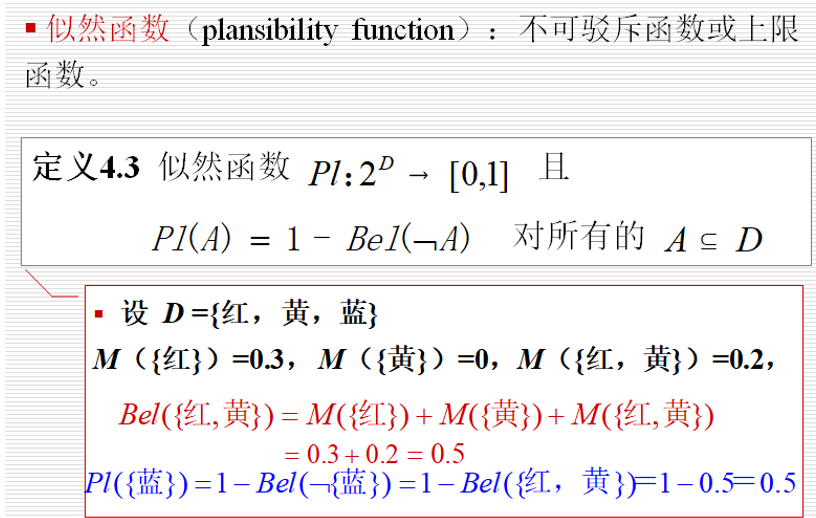 ▪ 似然函数（plansibility function）：不可驳斥函数或上限
函数。
定义4.3 似然函数 Pl:2^D → [0,1] 且
Pl(A) = 1 - Bel(¬A) 对所有的 A ⊆ D
▪ 设 D ={红，黄，蓝}
M（{红}）=0.3， M（{黄}）=0，M（{红，黄}）=0.2，
Bel({红,黄}) = M({红}) + M({黄}) + M({红,黄})
= 0.3 + 0.2 = 0.5
Pl({蓝}) = 1 − Bel(¬{蓝}) = 1 − Bel({红，黄})=1 − 0.5=0.5